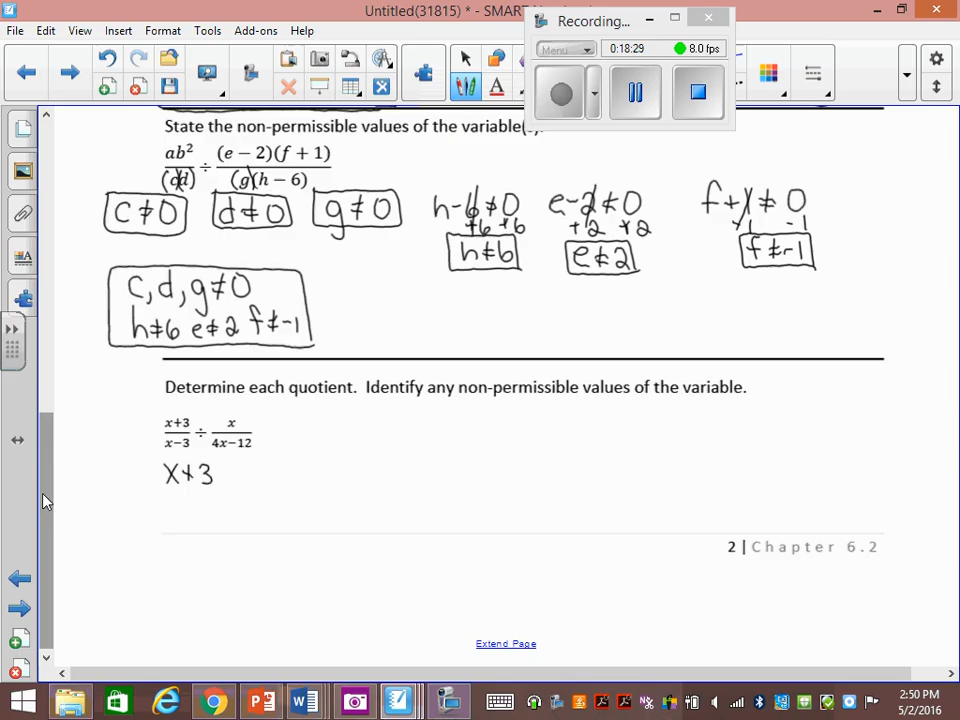 Untitled(31815) * - SMART
Recording...
File Edit View Insert Format Tools Add-ons Help
Menu 0:18:29 8.0 fps
State the non-permissible values of the variable(s).
ab² / (cd) ÷ (e − 2)(f + 1) / (g)(h − 6)
c≠0 d≠0 g≠0 h-6≠0 e-2≠0 f+1≠0
+6 +6 +2 +2 -1 -1
h≠6 e≠2 f≠-1
c,d,g≠0
h≠6 e≠2 f≠-1
Determine each quotient. Identify any non-permissible values of the variable.
x+3 / x−3 ÷ x / 4x−12
x+3
2 | Chapter 6.2
Extend Page
2:50 PM
5/2/2016